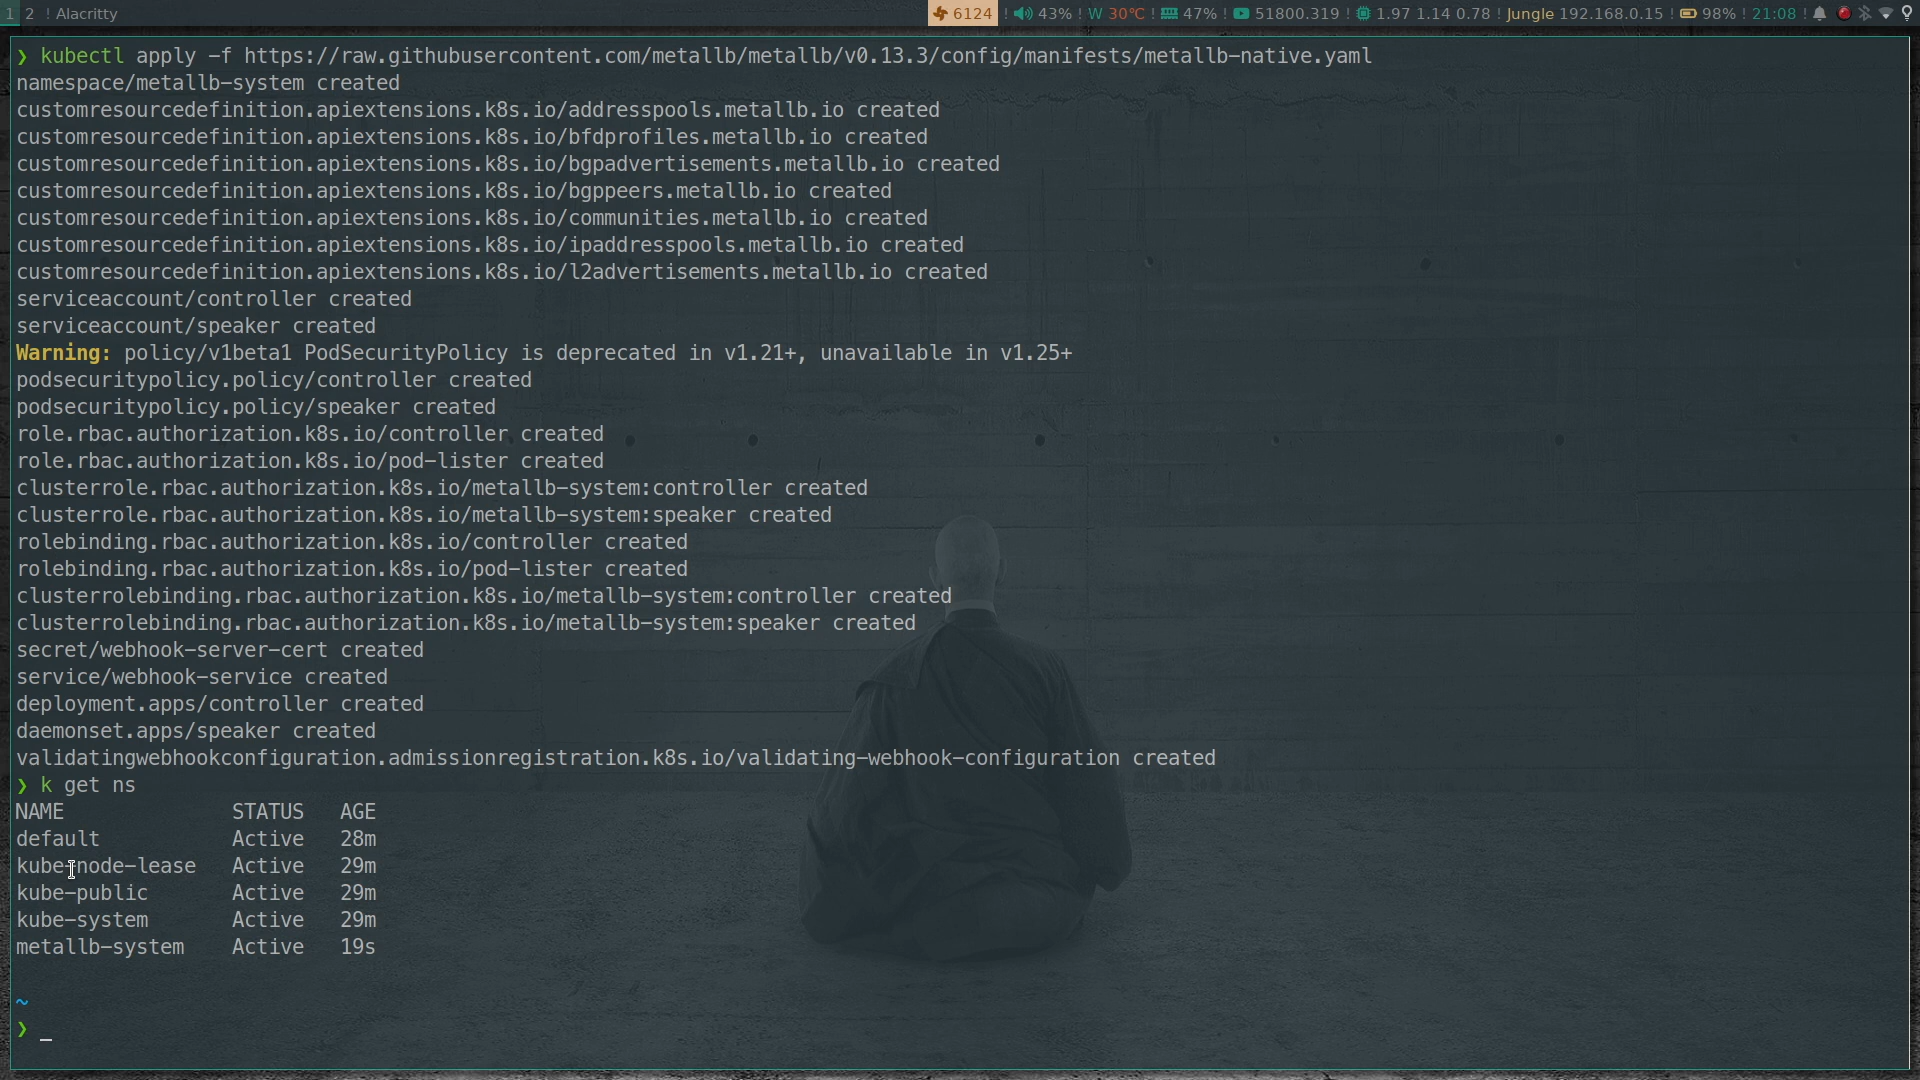 1 2 ! Alacritty 6124 ! 43% ! W 30℃ ! 47% ! 51800.319 ! 1.97 1.14 0.78 ! Jungle 192.168.0.15 ! 98% ! 21:08 !
❯ kubectl apply -f https://raw.githubusercontent.com/metallb/metallb/v0.13.3/config/manifests/metallb-native.yaml
namespace/metallb-system created
customresourcedefinition.apiextensions.k8s.io/addresspools.metallb.io created
customresourcedefinition.apiextensions.k8s.io/bfdprofiles.metallb.io created
customresourcedefinition.apiextensions.k8s.io/bgpadvertisements.metallb.io created
customresourcedefinition.apiextensions.k8s.io/bgppeers.metallb.io created
customresourcedefinition.apiextensions.k8s.io/communities.metallb.io created
customresourcedefinition.apiextensions.k8s.io/ipaddresspools.metallb.io created
customresourcedefinition.apiextensions.k8s.io/l2advertisements.metallb.io created
serviceaccount/controller created
serviceaccount/speaker created
Warning: policy/v1beta1 PodSecurityPolicy is deprecated in v1.21+, unavailable in v1.25+
podsecuritypolicy.policy/controller created
podsecuritypolicy.policy/speaker created
role.rbac.authorization.k8s.io/controller created
role.rbac.authorization.k8s.io/pod-lister created
clusterrole.rbac.authorization.k8s.io/metallb-system:controller created
clusterrole.rbac.authorization.k8s.io/metallb-system:speaker created
rolebinding.rbac.authorization.k8s.io/controller created
rolebinding.rbac.authorization.k8s.io/pod-lister created
clusterrolebinding.rbac.authorization.k8s.io/metallb-system:controller created
clusterrolebinding.rbac.authorization.k8s.io/metallb-system:speaker created
secret/webhook-server-cert created
service/webhook-service created
deployment.apps/controller created
daemonset.apps/speaker created
validatingwebhookconfiguration.admissionregistration.k8s.io/validating-webhook-configuration created
❯ k get ns
NAME STATUS AGE
default Active 28m
kube-node-lease Active 29m
kube-public Active 29m
kube-system Active 29m
metallb-system Active 19s
~
❯ _